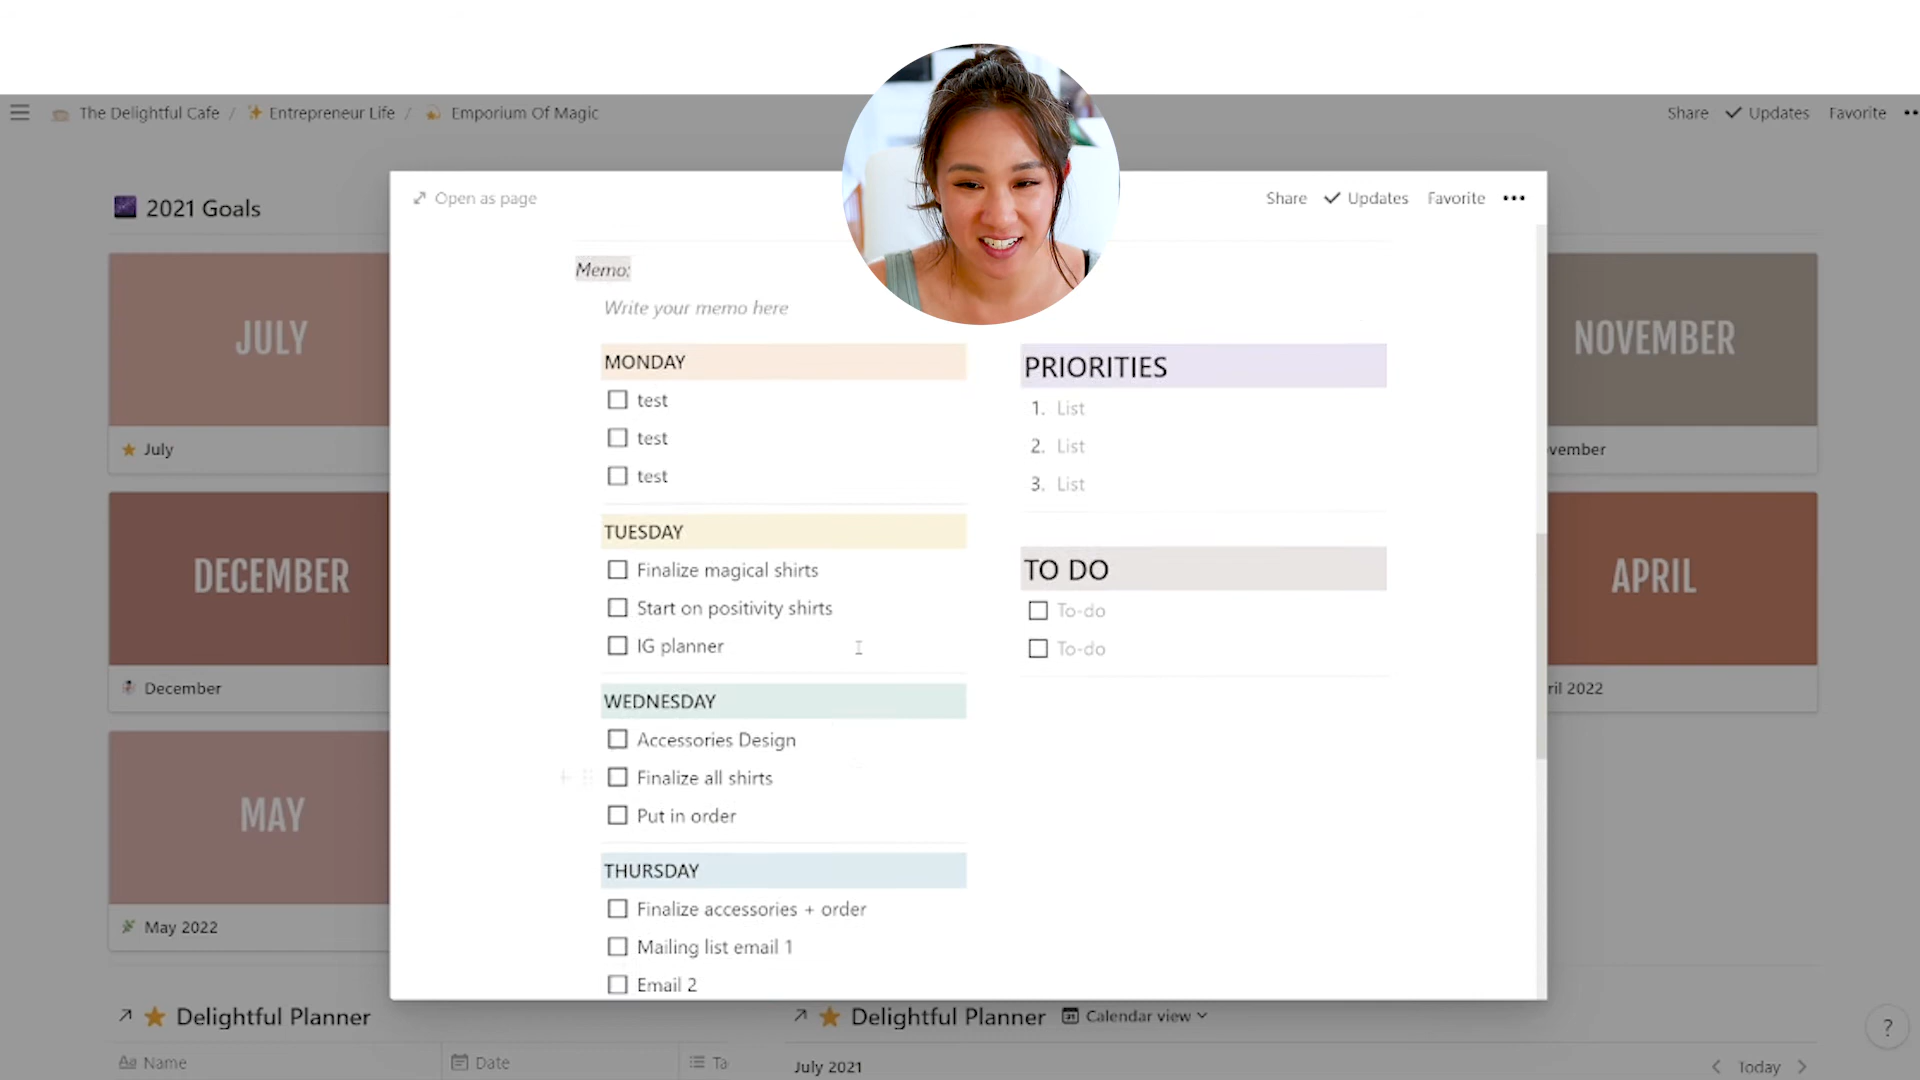 The Delightful Cafe / Entrepreneur Life / Emporium Of Magic
Share Updates Favorite
2021 Goals
Open as page
Share Updates Favorite
Memo:
Write your memo here
MONDAY
test
test
test
TUESDAY
Finalize magical shirts
Start on positivity shirts
IG planner
WEDNESDAY
Accessories Design
Finalize all shirts
Put in order
THURSDAY
Finalize accessories + order
Mailing list email 1
Email 2
PRIORITIES
1. List
2. List
3. List
TO DO
To-do
To-do
JULY
July
DECEMBER
December
MAY
May 2022
NOVEMBER
vember
APRIL
ril 2022
Delightful Planner
Aa Name
Date
Ta
Delightful Planner
31 Calendar view
July 2021
< Today >
?